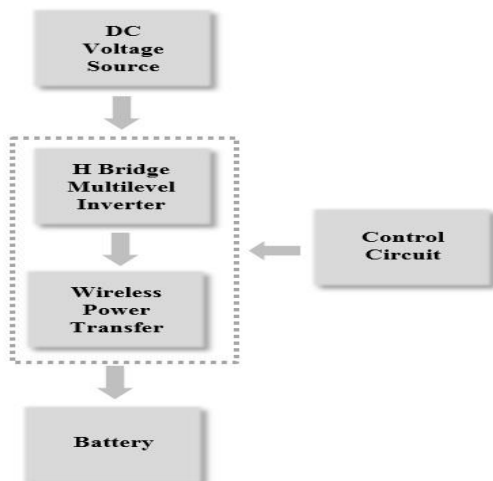 DC
Voltage
Source
H Bridge
Multilevel
Inverter
Control
Circuit
Wireless
Power
Transfer
Battery